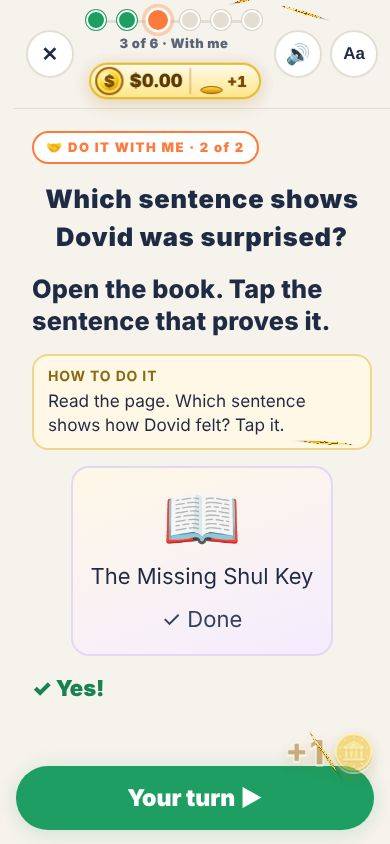 3 of 6 · With me
✕
$ $0.00 +1
Aa
DO IT WITH ME · 2 of 2
Which sentence shows
Dovid was surprised?
Open the book. Tap the
sentence that proves it.
HOW TO DO IT
Read the page. Which sentence
shows how Dovid felt? Tap it.
The Missing Shul Key
✓ Done
✓ Yes!
+1
Your turn ▶